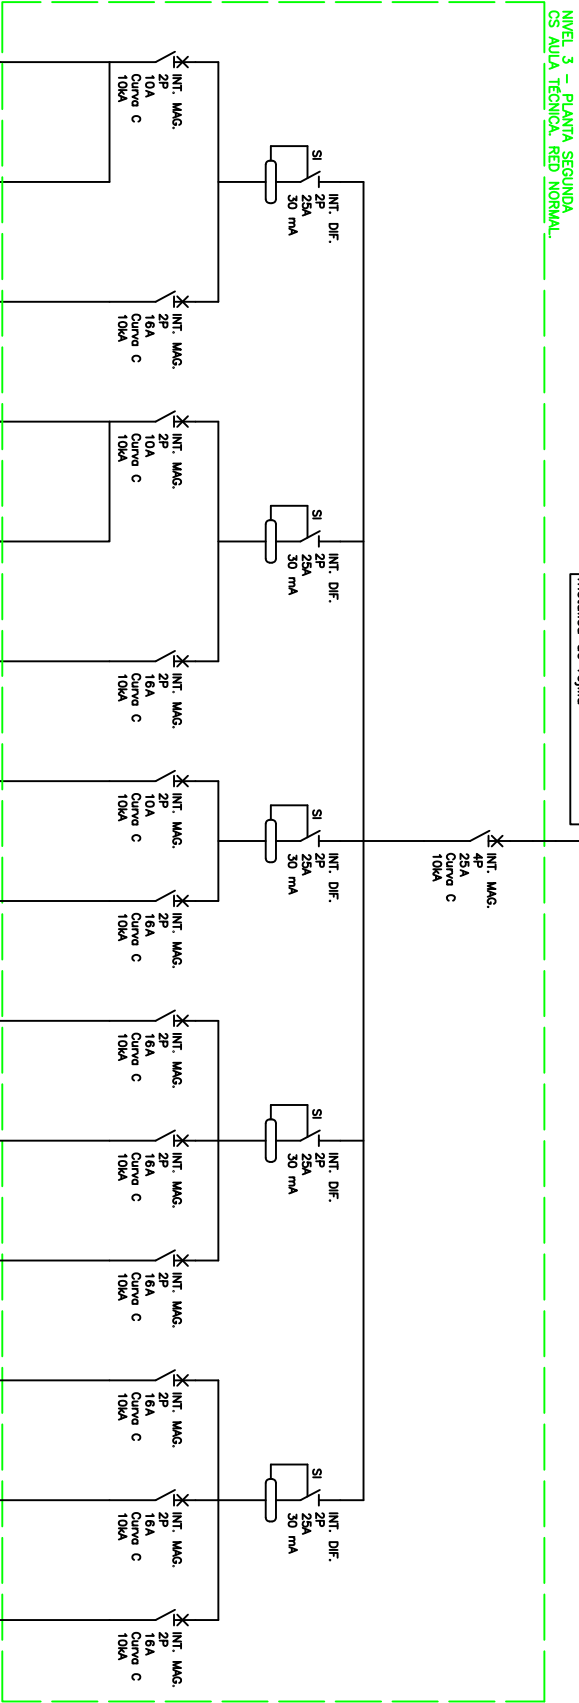 NIVEL 3 - PLANTA SEGUNDA
CS AULA TÉCNICA. RED NORMAL.
INT. MAG.
4P
25A
Curva C
10kA
SI
INT. DIF.
2P
25A
30 mA
SI
INT. DIF.
2P
25A
30 mA
SI
INT. DIF.
2P
25A
30 mA
SI
INT. DIF.
2P
25A
30 mA
SI
INT. DIF.
2P
25A
30 mA
INT. MAG.
2P
10A
Curva C
10kA
INT. MAG.
2P
16A
Curva C
10kA
INT. MAG.
2P
10A
Curva C
10kA
INT. MAG.
2P
16A
Curva C
10kA
INT. MAG.
2P
10A
Curva C
10kA
INT. MAG.
2P
16A
Curva C
10kA
INT. MAG.
2P
16A
Curva C
10kA
INT. MAG.
2P
16A
Curva C
10kA
INT. MAG.
2P
16A
Curva C
10kA
INT. MAG.
2P
16A
Curva C
10kA
INT. MAG.
2P
16A
Curva C
10kA
INT. MAG.
2P
16A
Curva C
10kA